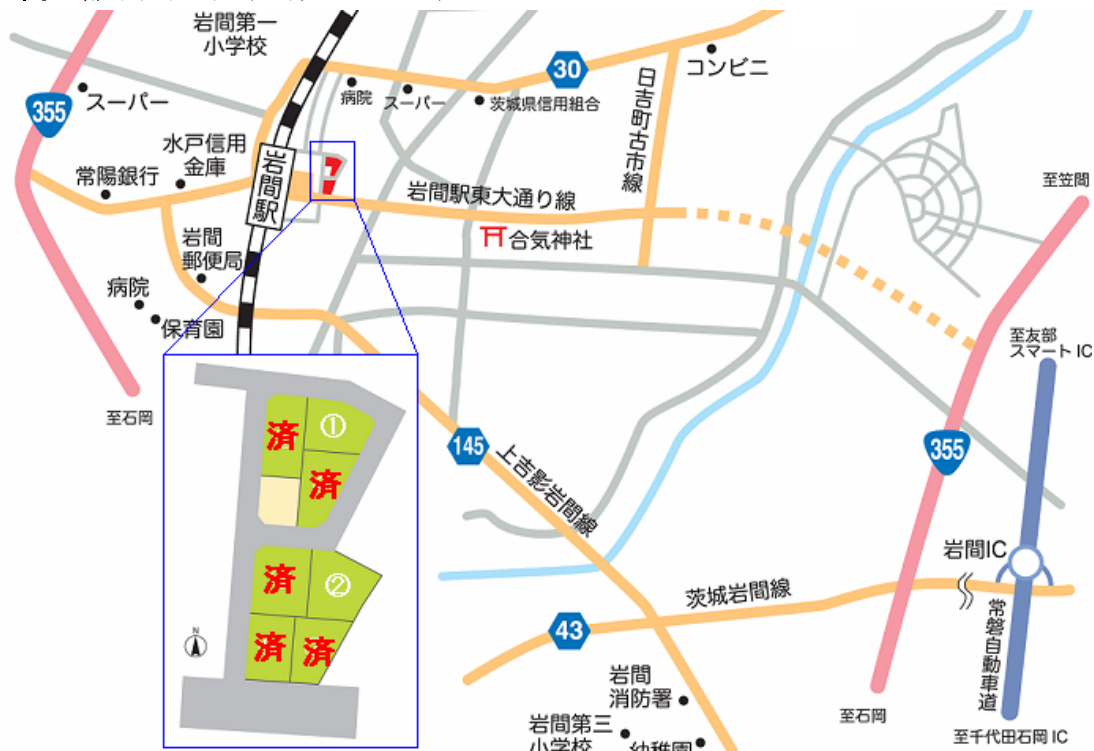 岩間第一
小学校
30
コンビニ
355
スーパー
病院
スーパー
茨城県信用組合
日吉町古市線
水戸信用
金庫
常陽銀行
岩間駅
岩間駅東大通り線
至笠間
合気神社
岩間
郵便局
病院
保育園
至友部
スマートIC
至石岡
①
済
済
145
上吉影岩間線
355
済
②
岩間IC
茨城岩間線
N
済
済
43
常磐自動車道
岩間
消防署
至石岡
岩間第三
小学校
幼稚園
至千代田石岡IC